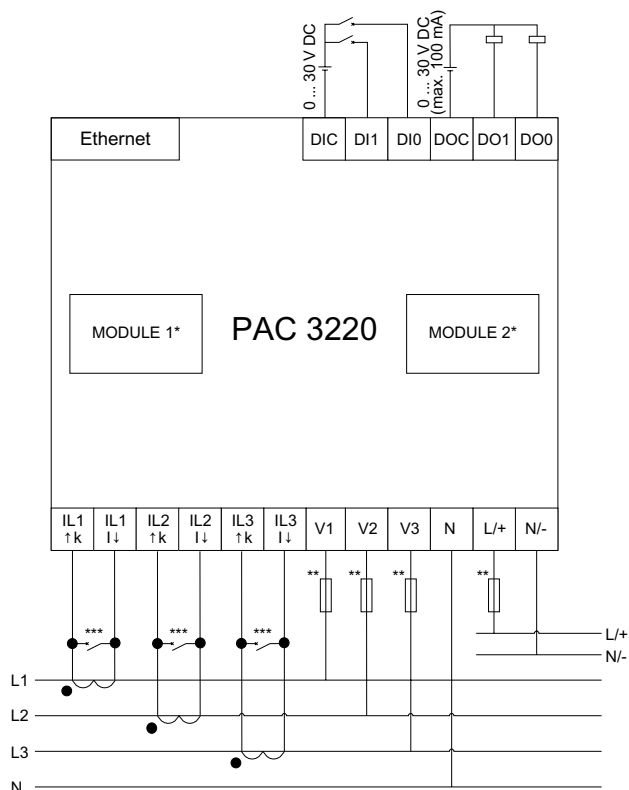 0 ... 30 V DC
0 ... 30 V DC
(max. 100 mA)
Ethernet
DIC DI1 DI0 DOC DO1 DO0
MODULE 1*
PAC 3220
MODULE 2*
IL1 IL1 IL2 IL2 IL3 IL3 V1 V2 V3 N L/+ N/-
↑k l↓ ↑k l↓ ↑k l↓
** ** ** **
*** *** ***
L/+
N/-
L1
L2
L3
N